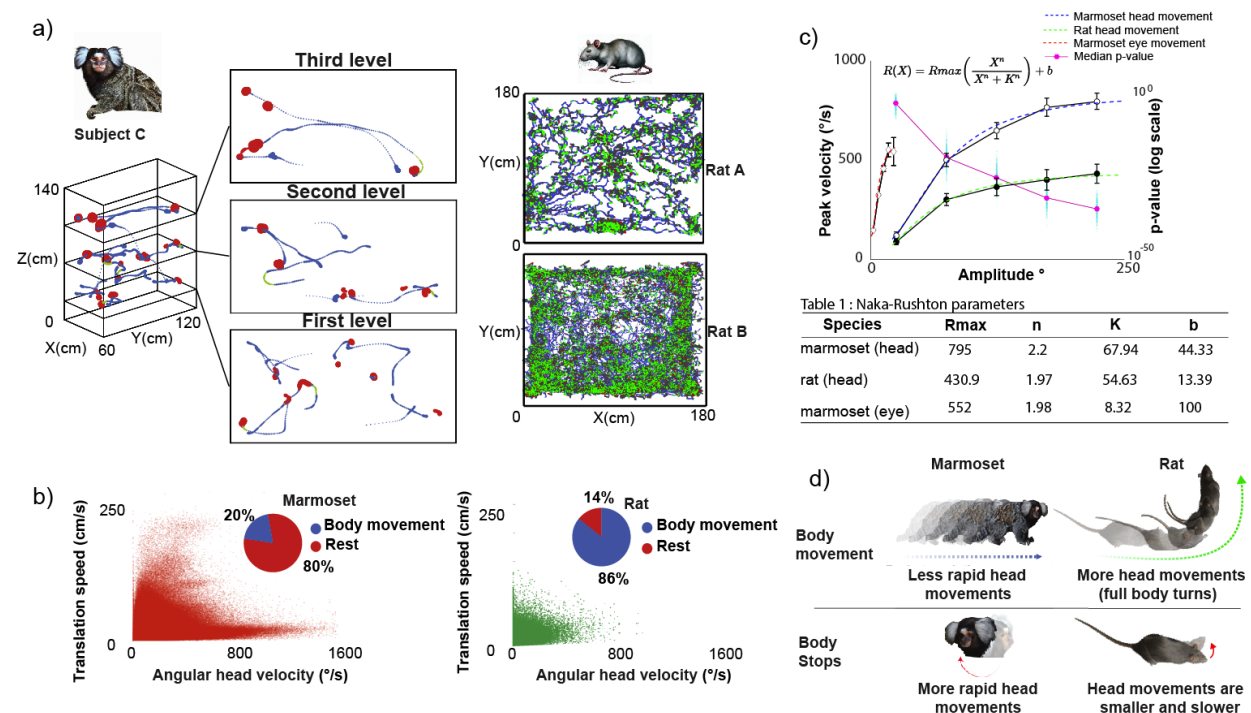 a)
Subject C
140
Z(cm)
0
X(cm)
60
Y(cm)
120
Third level
Second level
First level
180
Y(cm)
0
Rat A
Y(cm)
Rat B
0
X(cm)
180
b)
Translation speed (cm/s)
250
0
0
800
1600
Angular head velocity (°/s)
Marmoset
20%
Body movement
Rest
80%
Translation speed (cm/s)
250
0
0
800
1600
Angular head velocity (°/s)
14%
Rat
Body movement
Rest
86%
c)
Marmoset head movement
Rat head movement
Marmoset eye movement
Median p-value
R(X) = Rmax(X^n / (X^n + K^n)) + b
Peak velocity (°/s)
1000
500
0
0
Amplitude °
250
p-value (log scale)
10^0
10^-50
Table 1 : Naka-Rushton parameters
Species Rmax n K b
marmoset (head) 795 2.2 67.94 44.33
rat (head) 430.9 1.97 54.63 13.39
marmoset (eye) 552 1.98 8.32 100
d)
Marmoset
Rat
Body
movement
Less rapid head
movements
More head movements
(full body turns)
Body
Stops
More rapid head
movements
Head movements are
smaller and slower